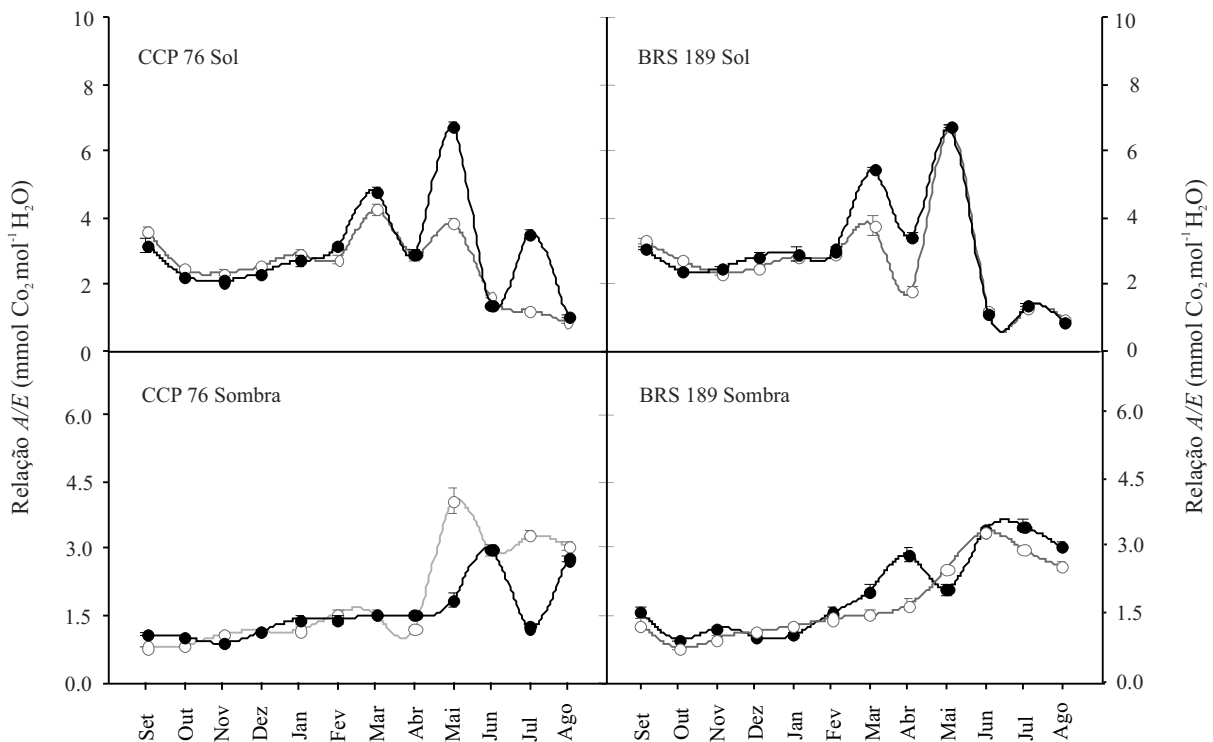 CCP 76 Sol
BRS 189 Sol
10
8
6
4
2
0
10
8
6
4
2
0
Relação A/E (mmol Co₂ mol⁻¹ H₂O)
Relação A/E (mmol Co₂ mol⁻¹ H₂O)
CCP 76 Sombra
BRS 189 Sombra
6.0
4.5
3.0
1.5
0.0
6.0
4.5
3.0
1.5
0.0
Set
Out
Nov
Dez
Jan
Fev
Mar
Abr
Mai
Jun
Jul
Ago
Set
Out
Nov
Dez
Jan
Fev
Mar
Abr
Mai
Jun
Jul
Ago